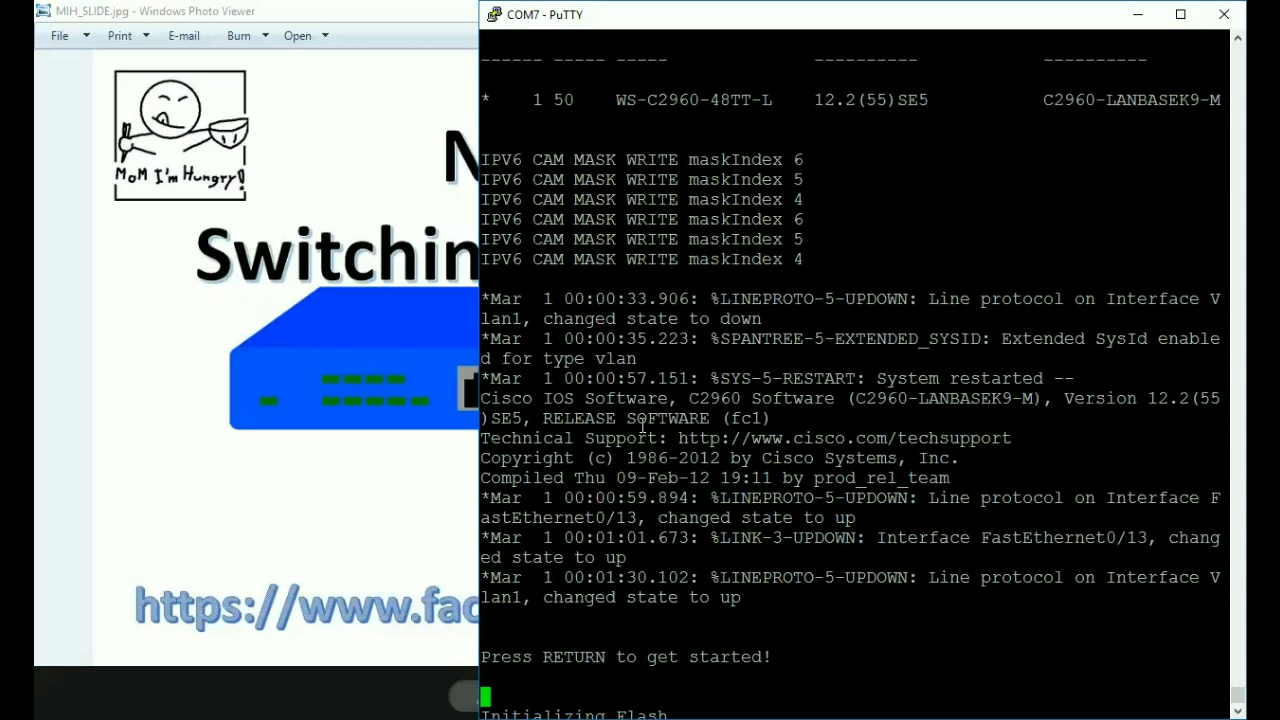 MIH_SLIDE.jpg - Windows Photo Viewer
File Print E-mail Burn Open
MoM I'm Hungry!
N
Switchin
https://www.fac
COM7 - PuTTY
------ ----- ----- ---------- ----------
* 1 50 WS-C2960-48TT-L 12.2(55)SE5 C2960-LANBASEK9-M
IPV6 CAM MASK WRITE maskIndex 6
IPV6 CAM MASK WRITE maskIndex 5
IPV6 CAM MASK WRITE maskIndex 4
IPV6 CAM MASK WRITE maskIndex 6
IPV6 CAM MASK WRITE maskIndex 5
IPV6 CAM MASK WRITE maskIndex 4
*Mar 1 00:00:33.906: %LINEPROTO-5-UPDOWN: Line protocol on Interface V
lan1, changed state to down
*Mar 1 00:00:35.223: %SPANTREE-5-EXTENDED_SYSID: Extended SysId enable
d for type vlan
*Mar 1 00:00:57.151: %SYS-5-RESTART: System restarted --
Cisco IOS Software, C2960 Software (C2960-LANBASEK9-M), Version 12.2(55
)SE5, RELEASE SOFTWARE (fc1)
Technical Support: http://www.cisco.com/techsupport
Copyright (c) 1986-2012 by Cisco Systems, Inc.
Compiled Thu 09-Feb-12 19:11 by prod_rel_team
*Mar 1 00:00:59.894: %LINEPROTO-5-UPDOWN: Line protocol on Interface F
astEthernet0/13, changed state to up
*Mar 1 00:01:01.673: %LINK-3-UPDOWN: Interface FastEthernet0/13, chang
ed state to up
*Mar 1 00:01:30.102: %LINEPROTO-5-UPDOWN: Line protocol on Interface V
lan1, changed state to up
Press RETURN to get started!
Initializing Flash